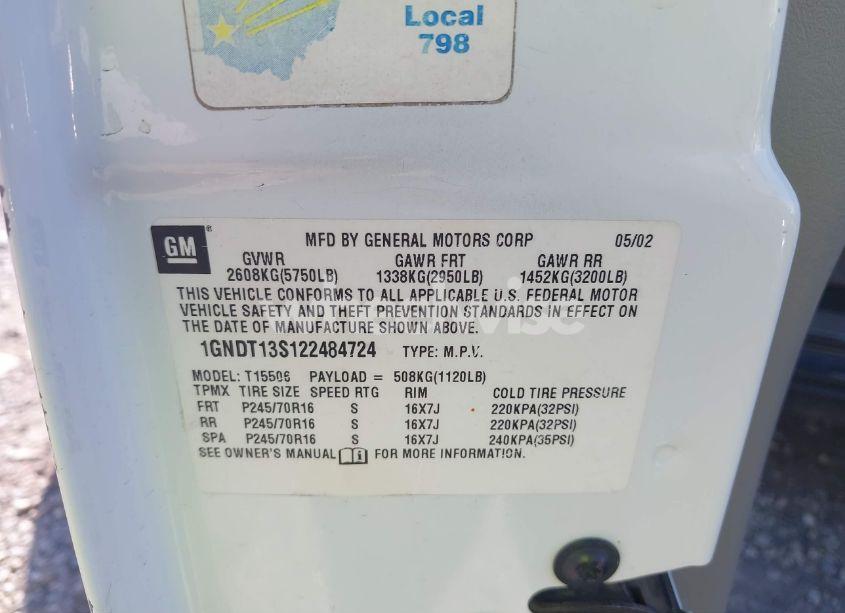 Local
798
GM
MFD BY GENERAL MOTORS CORP 05/02
GVWR GAWR FRT GAWR RR
2608KG(5750LB) 1338KG(2950LB) 1452KG(3200LB)
THIS VEHICLE CONFORMS TO ALL APPLICABLE U.S. FEDERAL MOTOR
VEHICLE SAFETY AND THEFT PREVENTION STANDARDS IN EFFECT ON
THE DATE OF MANUFACTURE SHOWN ABOVE.
1GNDT13S122484724 TYPE: M.P.V.
MODEL: T15506 PAYLOAD = 508KG(1120LB)
TPMX TIRE SIZE SPEED RTG RIM COLD TIRE PRESSURE
FRT P245/70R16 S 16X7J 220KPA(32PSI)
RR P245/70R16 S 16X7J 220KPA(32PSI)
SPA P245/70R16 S 16X7J 240KPA(35PSI)
SEE OWNER'S MANUAL FOR MORE INFORMATION.